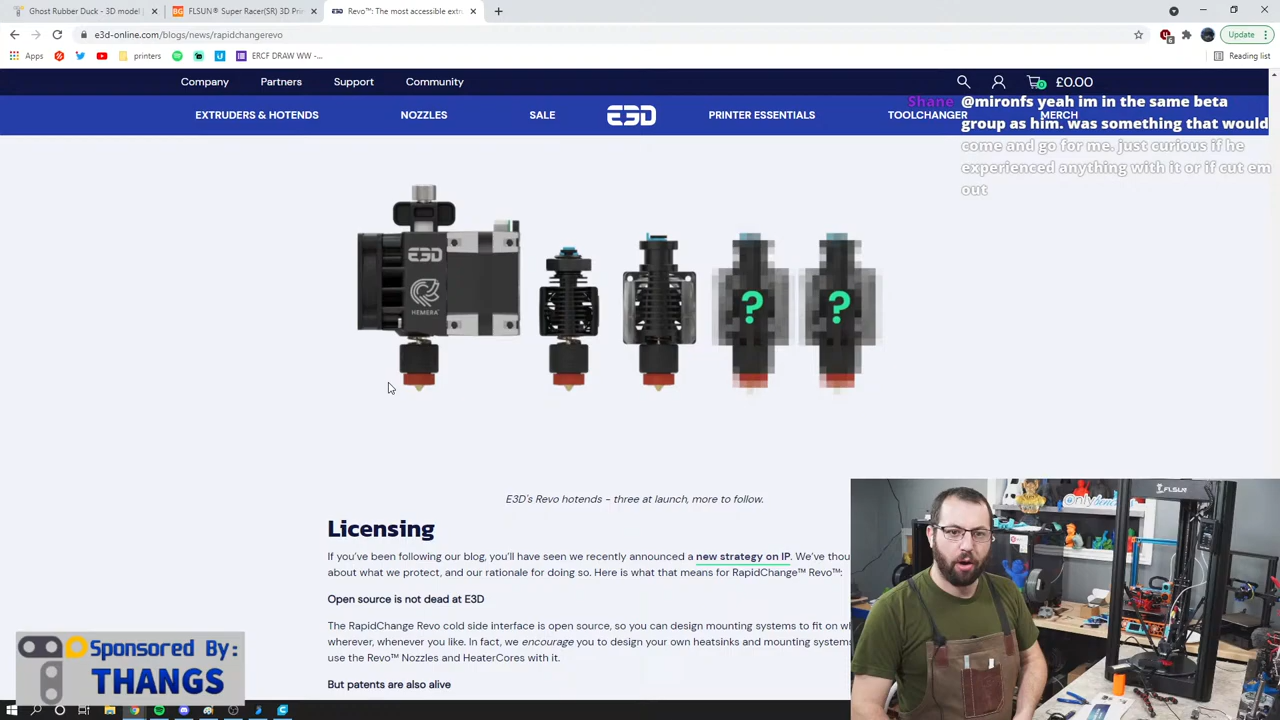 Ghost Rubber Duck - 3D model
FLSUN® Super Racer(SR) 3D Prin
Revo™: The most accessible extr
Update
e3d-online.com/blogs/news/rapidchangerevo
Apps
printers
ERCF DRAW WW -...
Reading list
Company
Partners
Support
Community
£0.00
EXTRUDERS & HOTENDS
NOZZLES
SALE
E3D
PRINTER ESSENTIALS
TOOLCHANGER
MERCH
Shane @mironfs yeah im in the same beta
group as him. was something that would
come and go for me. just curious if he
experienced anything with it or if cut em
out
E3D
HEMERA
? ?
E3D's Revo hotends - three at launch, more to follow.
Licensing
If you've been following our blog, you'll have seen we recently announced a new strategy on IP. We've thou
about what we protect, and our rationale for doing so. Here is what that means for RapidChange™ Revo™:
Open source is not dead at E3D
The RapidChange Revo cold side interface is open source, so you can design mounting systems to fit on wh
wherever, whenever you like. In fact, we encourage you to design your own heatsinks and mounting systems
use the Revo™ Nozzles and HeaterCores with it.
But patents are also alive
Sponsored By:
THANGS
FLSUN